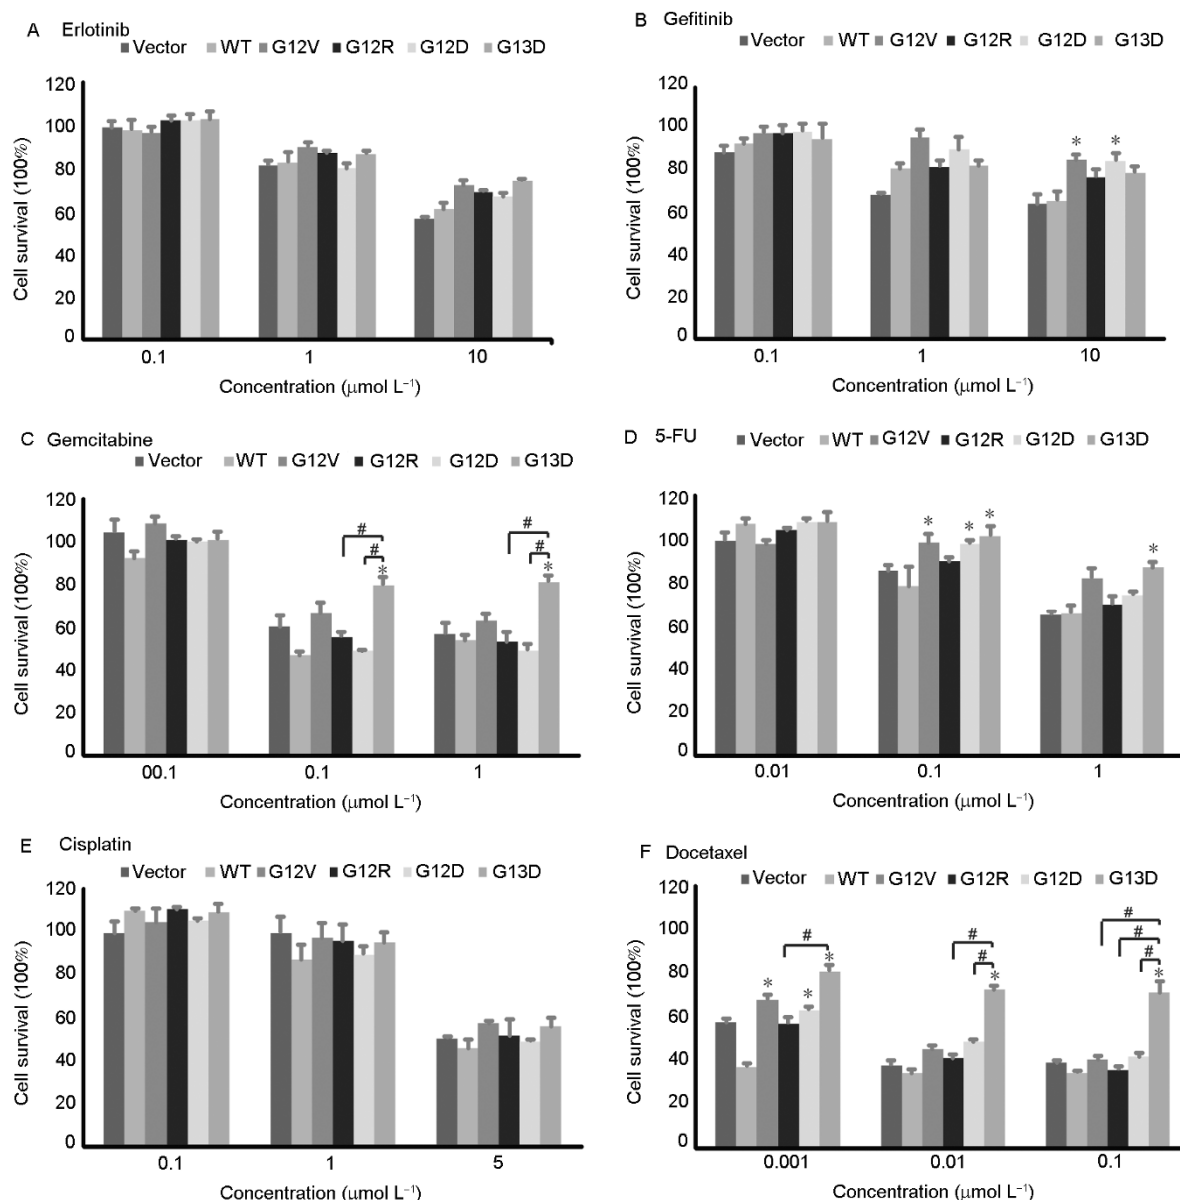 A Erlotinib
Vector WT G12V G12R G12D G13D
120
100
80
60
40
20
0
Cell survival (100%)
0.1 1 10
Concentration (μmol L⁻¹)
B Gefitinib
Vector WT G12V G12R G12D G13D
120
100
80
60
40
20
0
Cell survival (100%)
* *
0.1 1 10
Concentration (μmol L⁻¹)
C Gemcitabine
Vector WT G12V G12R G12D G13D
120
100
80
60
40
20
0
Cell survival (100%)
# #
# #
* *
00.1 0.1 1
Concentration (μmol L⁻¹)
D 5-FU
Vector WT G12V G12R G12D G13D
120
100
80
60
40
20
0
Cell survival (100%)
* * * *
0.01 0.1 1
Concentration (μmol L⁻¹)
E Cisplatin
Vector WT G12V G12R G12D G13D
120
100
80
60
40
20
0
Cell survival (100%)
0.1 1 5
Concentration (μmol L⁻¹)
F Docetaxel
Vector WT G12V G12R G12D G13D
120
100
80
60
40
20
0
Cell survival (100%)
#
# # #
# #
* * * * *
0.001 0.01 0.1
Concentration (μmol L⁻¹)